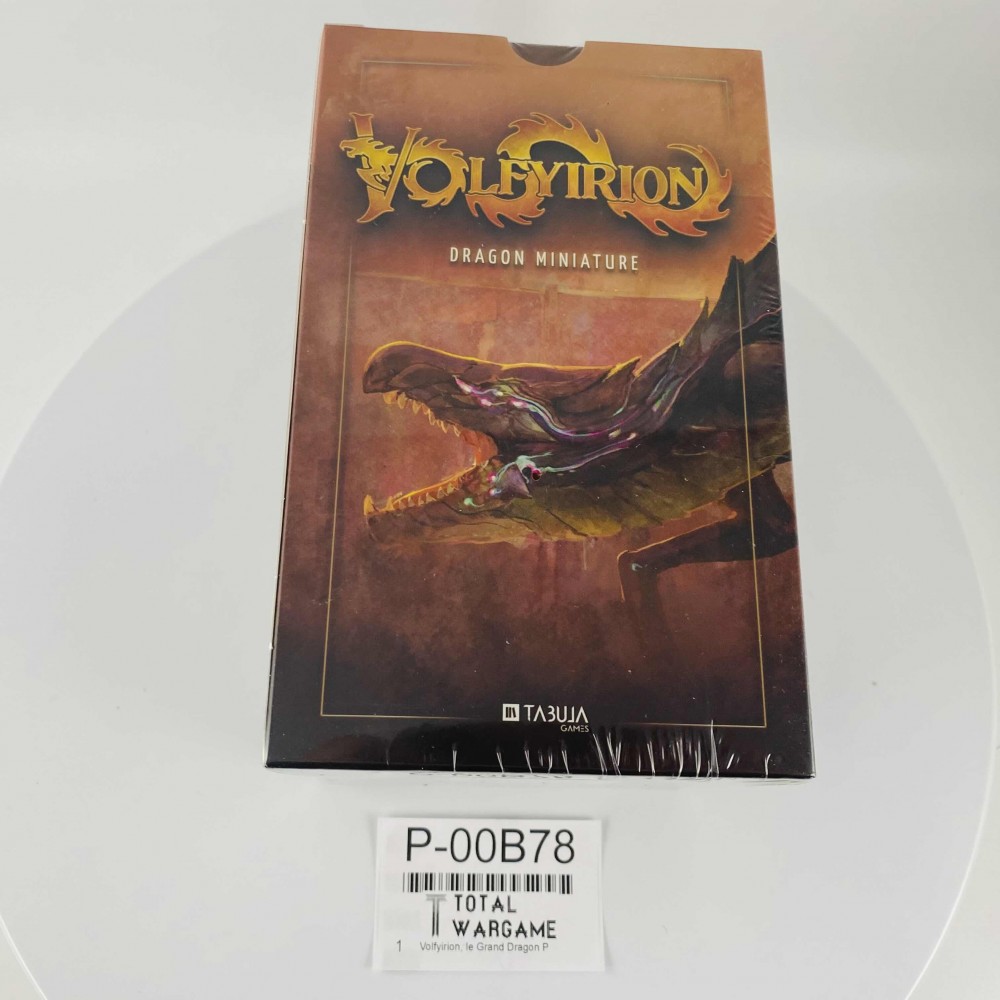 VOLFYIRION
DRAGON MINIATURE
TABULA
GAMES
P-00B78
TOTAL
WARGAME
1 Volfyirion, le Grand Dragon P